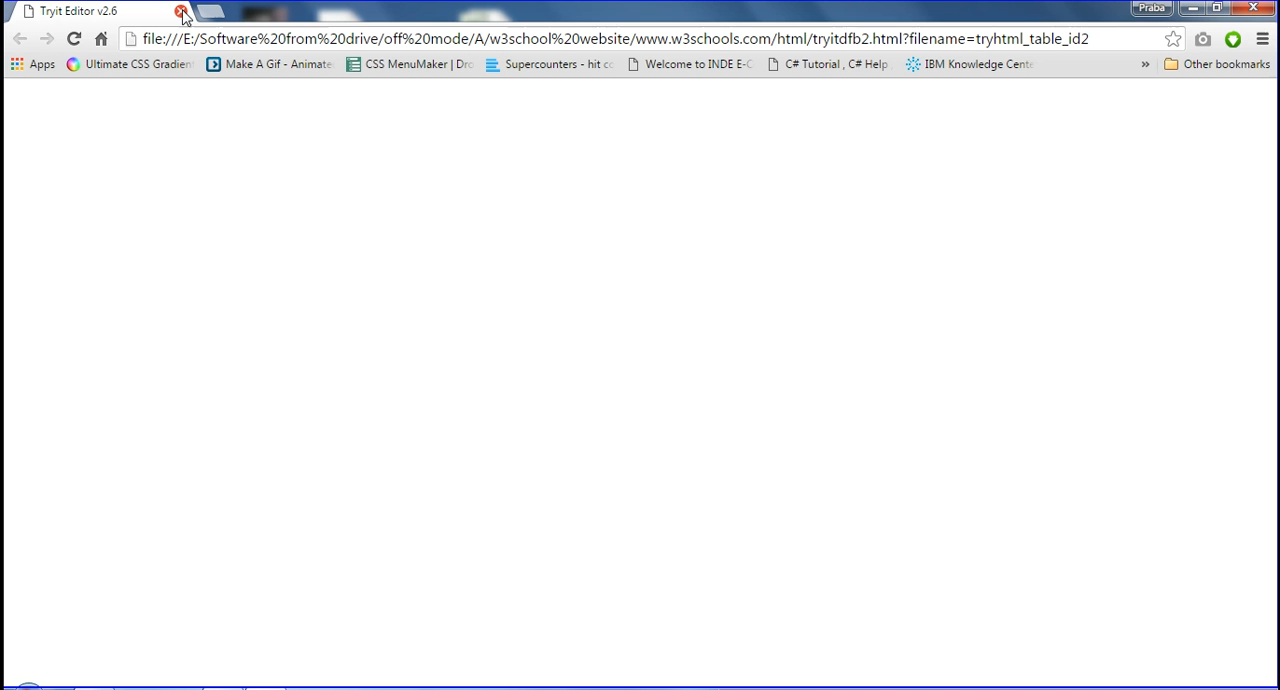 Tryit Editor v2.6
Praba
file:///E:/Software%20from%20drive/off%20mode/A/w3school%20website/www.w3schools.com/html/tryitdfb2.html?filename=tryhtml_table_id2
Apps Ultimate CSS Gradien Make A Gif - Animate CSS MenuMaker | Dro Supercounters - hit co Welcome to INDE E-C C# Tutorial , C# Help IBM Knowledge Cente » Other bookmarks